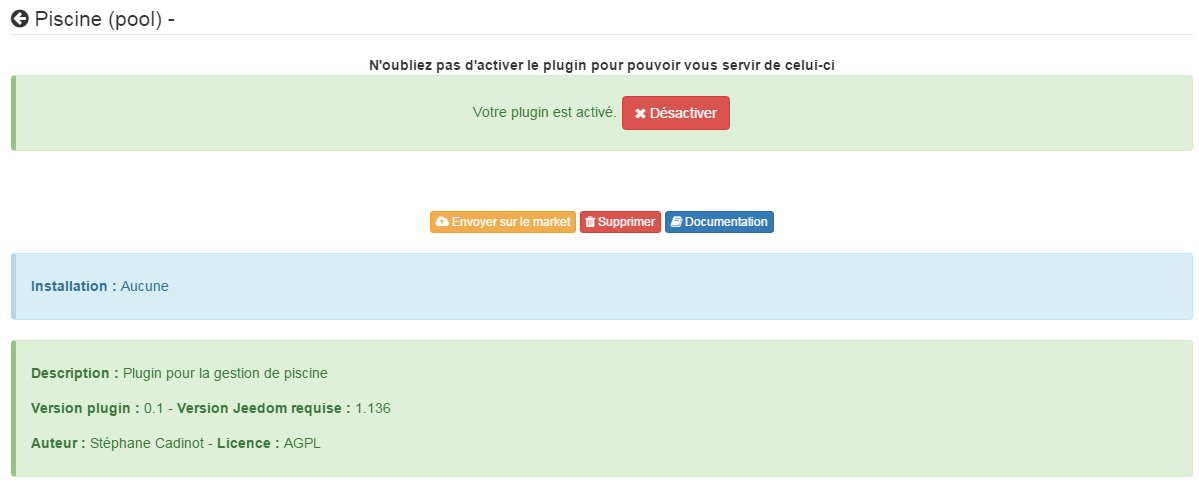 Piscine (pool) -
N'oubliez pas d'activer le plugin pour pouvoir vous servir de celui-ci
Votre plugin est activé. Désactiver
Envoyer sur le market Supprimer Documentation
Installation : Aucune
Description : Plugin pour la gestion de piscine
Version plugin : 0.1 - Version Jeedom requise : 1.136
Auteur : Stéphane Cadinot - Licence : AGPL